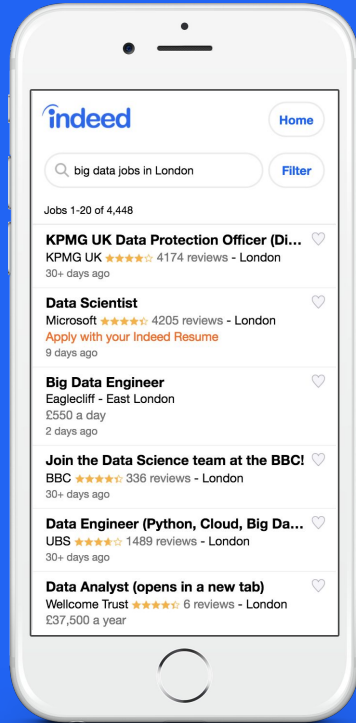 indeed
Home
big data jobs in London
Filter
Jobs 1-20 of 4,448
KPMG UK Data Protection Officer (Di...
KPMG UK 4174 reviews - London
30+ days ago
Data Scientist
Microsoft 4205 reviews - London
Apply with your Indeed Resume
9 days ago
Big Data Engineer
Eaglecliff - East London
£550 a day
2 days ago
Join the Data Science team at the BBC!
BBC 336 reviews - London
30+ days ago
Data Engineer (Python, Cloud, Big Da...
UBS 1489 reviews - London
30+ days ago
Data Analyst (opens in a new tab)
Wellcome Trust 6 reviews - London
£37,500 a year